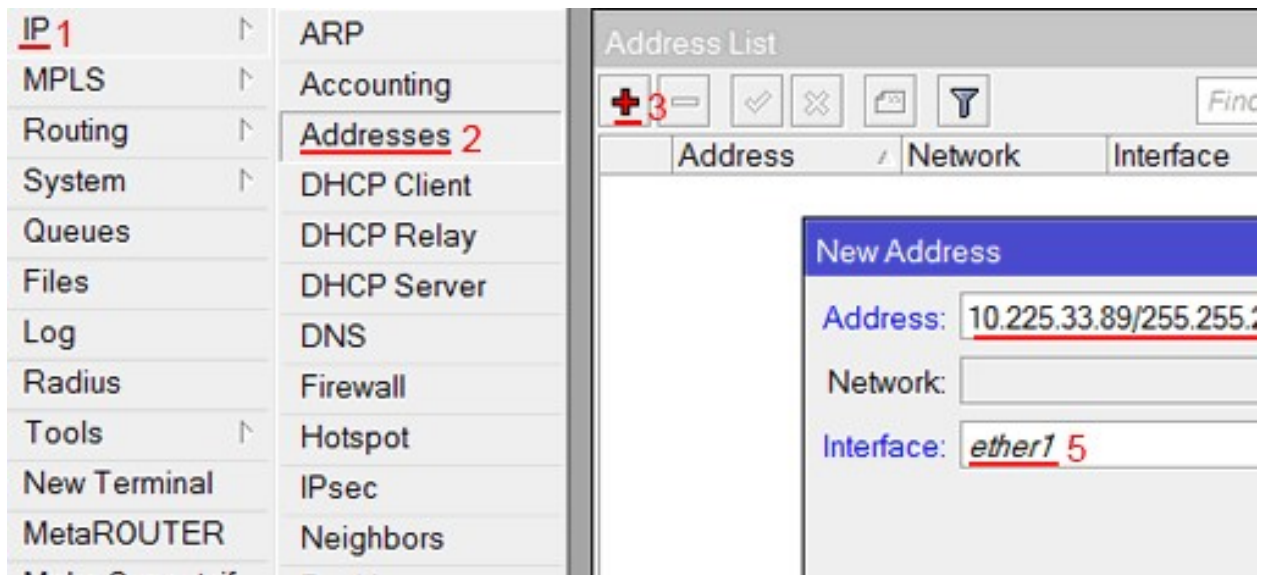 IP 1
MPLS
Routing
System
Queues
Files
Log
Radius
Tools
New Terminal
MetaROUTER
ARP
Accounting
Addresses 2
DHCP Client
DHCP Relay
DHCP Server
DNS
Firewall
Hotspot
IPsec
Neighbors
Address List
3
Address Network Interface
New Address
Address: 10.225.33.89/255.255.2
Network:
Interface: ether1 5